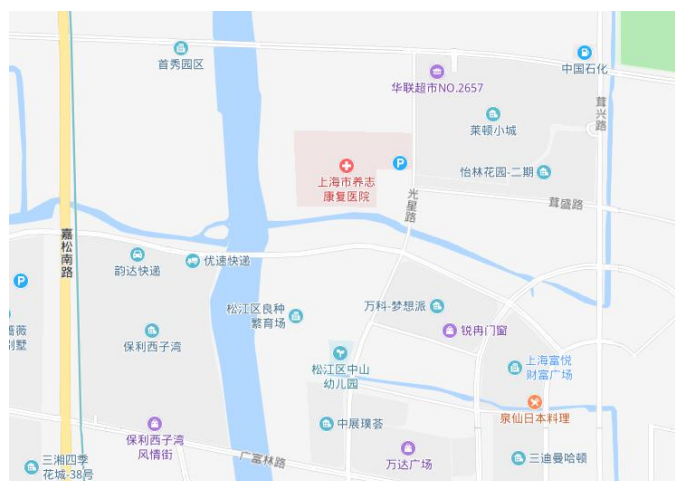 首秀园区
中国石化
华联超市NO.2657
莱顿小城
茸兴路
怡林花园-二期
P
上海市养志
康复医院
光星路
茸盛路
嘉松南路
韵达快递
优速快递
P
松江区良种
繁育场
万科-梦想派
锐冉门窗
薇
别墅
保利西子湾
松江区中山
幼儿园
上海富悦
财富广场
泉仙日本料理
保利西子湾
风情街
中展璞荟
广富林路
万达广场
三湘四季
花城-38号
三迪曼哈顿